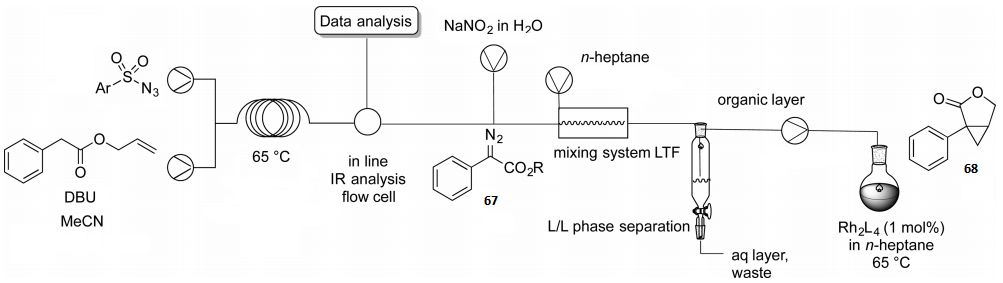 Data analysis
NaNO2 in H2O
n-heptane
O
O
S
Ar
N3
O
O
DBU
MeCN
65 °C
in line
IR analysis
flow cell
N2
CO2R
67
mixing system LTF
organic layer
L/L phase separation
aq layer,
waste
O
O
68
Rh2L4 (1 mol%)
in n-heptane
65 °C